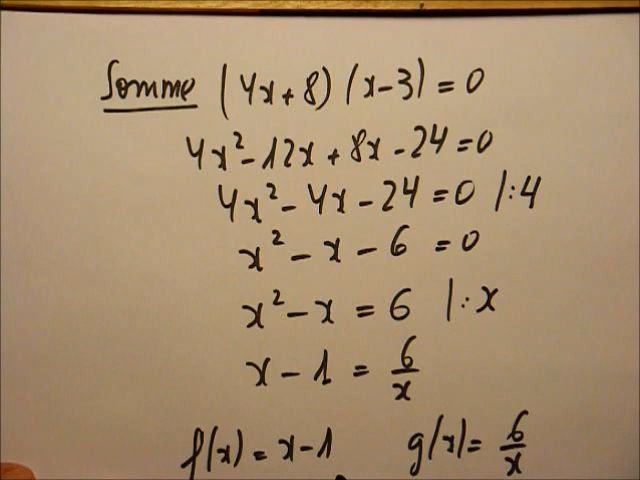 Somme (4x+8)(x-3)=0
4x²-12x+8x-24=0
4x²-4x-24=0 |:4
x²-x-6=0
x²-x=6 |:x
x-1=6/x
f(x)=x-1 g(x)=6/x